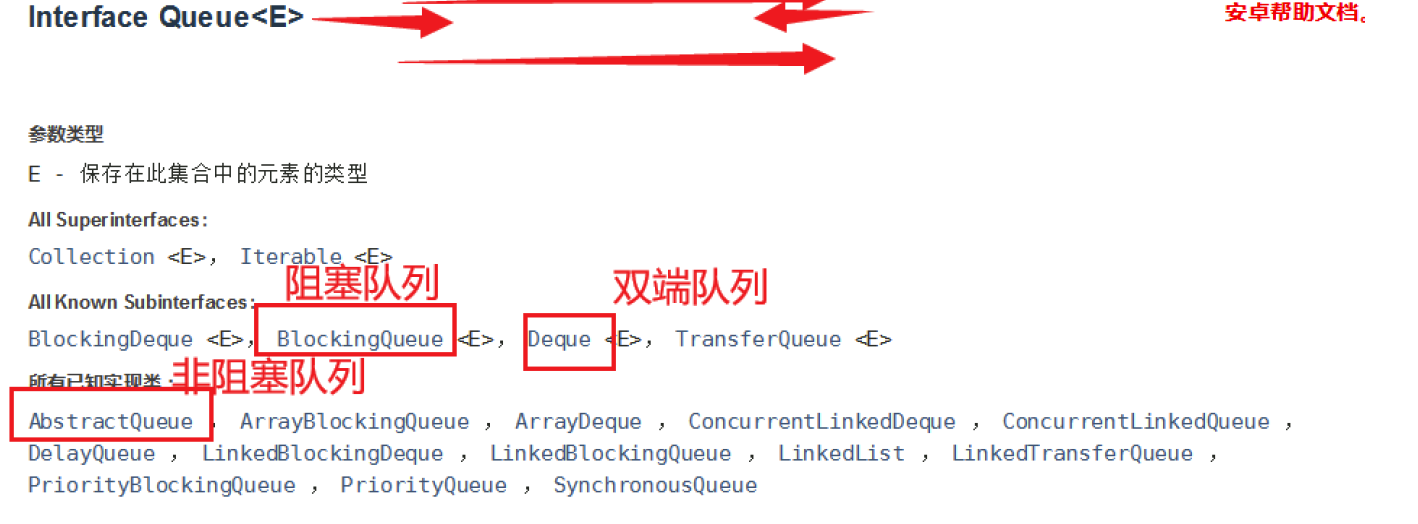 Interface Queue<E>
安卓帮助文档。
参数类型
E - 保存在此集合中的元素的类型
All Superinterfaces:
Collection <E>， Iterable <E>
阻塞队列
双端队列
All Known Subinterfaces:
BlockingDeque <E>， BlockingQueue <E>， Deque <E>， TransferQueue <E>
所有已知实现类：
非阻塞队列
AbstractQueue ， ArrayBlockingQueue ， ArrayDeque ， ConcurrentLinkedDeque ， ConcurrentLinkedQueue ，
DelayQueue ， LinkedBlockingDeque ， LinkedBlockingQueue ， LinkedList ， LinkedTransferQueue ，
PriorityBlockingQueue ， PriorityQueue ， SynchronousQueue